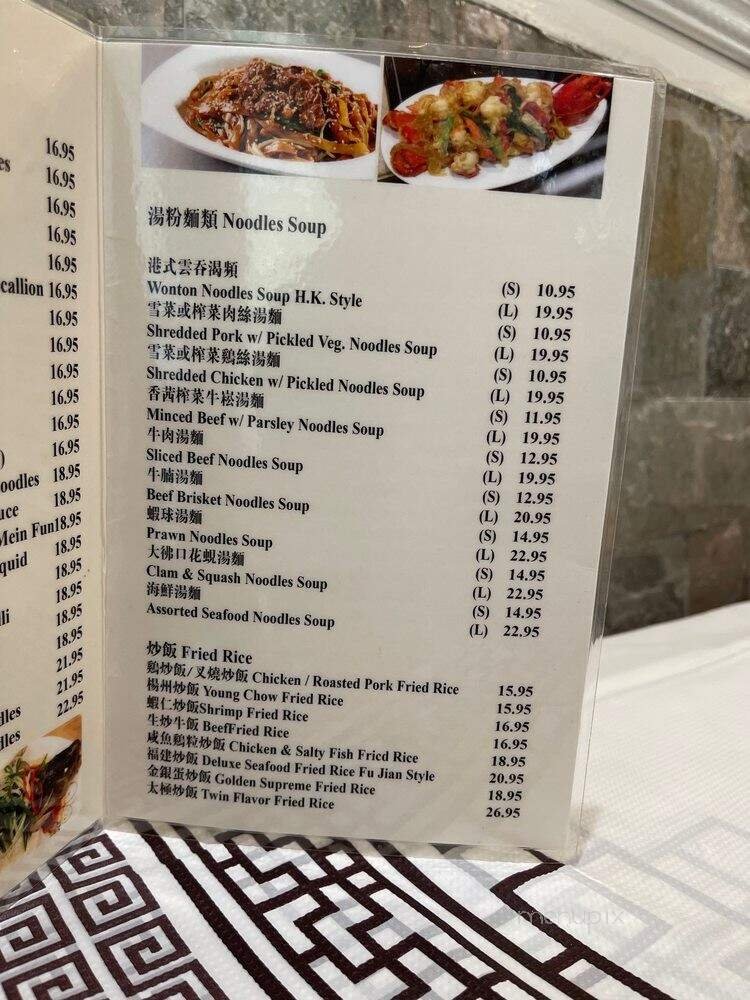 16.95
es 16.95
16.95
16.95
16.95
callion 16.95
16.95
16.95
16.95
16.95
16.95
16.95
)
oodles 18.95
uce 18.95
Mein Fun 18.95
quid 18.95
18.95
lli 18.95
18.95
21.95
21.95
dles 22.95
dles
湯粉麵類 Noodles Soup
港式雲吞湯類
Wonton Noodles Soup H.K. Style (S) 10.95
(L) 19.95
雪菜或榨菜肉絲湯麵
Shredded Pork w/ Pickled Veg. Noodles Soup (S) 10.95
(L) 19.95
雪菜或榨菜鷄絲湯麵
Shredded Chicken w/ Pickled Noodles Soup (S) 10.95
(L) 19.95
香茜榨菜牛崧湯麵
Minced Beef w/ Parsley Noodles Soup (S) 11.95
(L) 19.95
牛肉湯麵
Sliced Beef Noodles Soup (S) 12.95
(L) 19.95
牛腩湯麵
Beef Brisket Noodles Soup (S) 12.95
(L) 20.95
蝦球湯麵
Prawn Noodles Soup (S) 14.95
(L) 22.95
大彿口花蜆湯麵
Clam & Squash Noodles Soup (S) 14.95
(L) 22.95
海鮮湯麵
Assorted Seafood Noodles Soup (S) 14.95
(L) 22.95
炒飯 Fried Rice
鷄炒飯/叉燒炒飯 Chicken / Roasted Pork Fried Rice 15.95
楊州炒飯 Young Chow Fried Rice 15.95
蝦仁炒飯Shrimp Fried Rice 16.95
生炒牛飯 BeefFried Rice 16.95
咸魚鷄粒炒飯 Chicken & Salty Fish Fricd Rice 18.95
福建炒飯 Deluxe Seafood Fried Rice Fu Jian Style 20.95
金銀蛋炒飯 Golden Supreme Fried Rice 18.95
太極炒飯 Twin Flavor Fried Rice 26.95
menupix